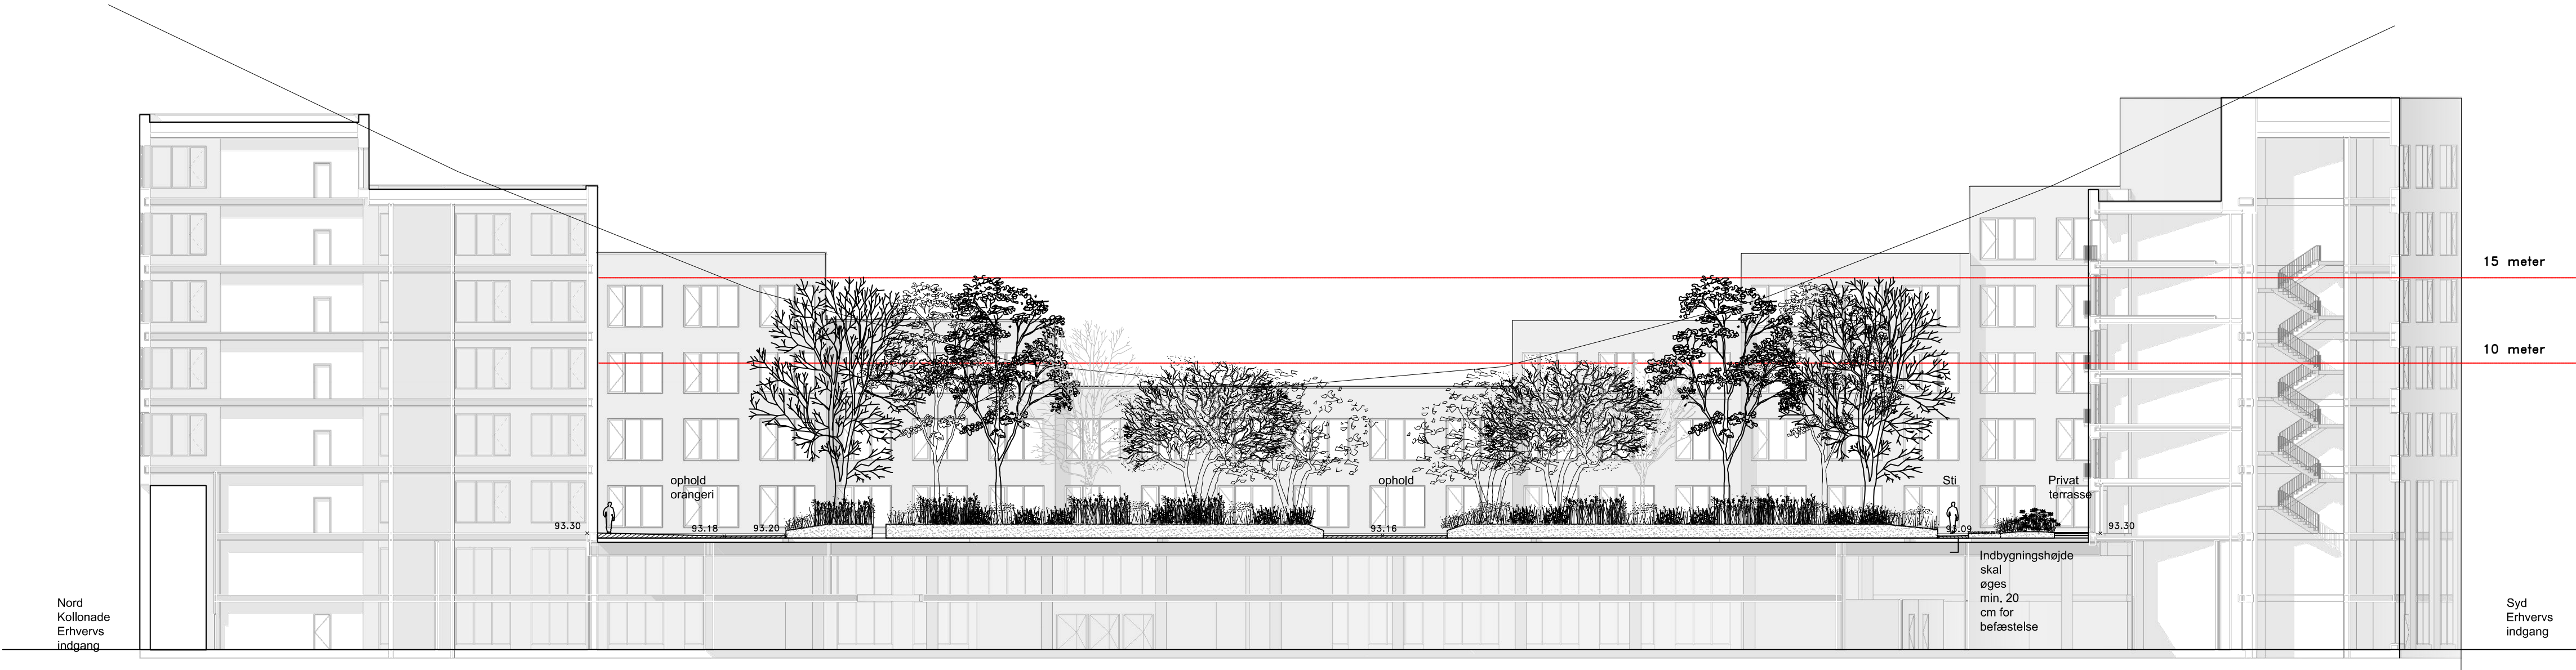 15 meter
10 meter
ophold
orangeri
ophold
Sti
Privat
terrasse
93.30
93.18
93.20
93.16
93.09
93.30
Indbygningshøjde
skal
øges
min. 20
cm for
befæstelse
Nord
Kollonade
Erhvervs
indgang
Syd
Erhvervs
indgang